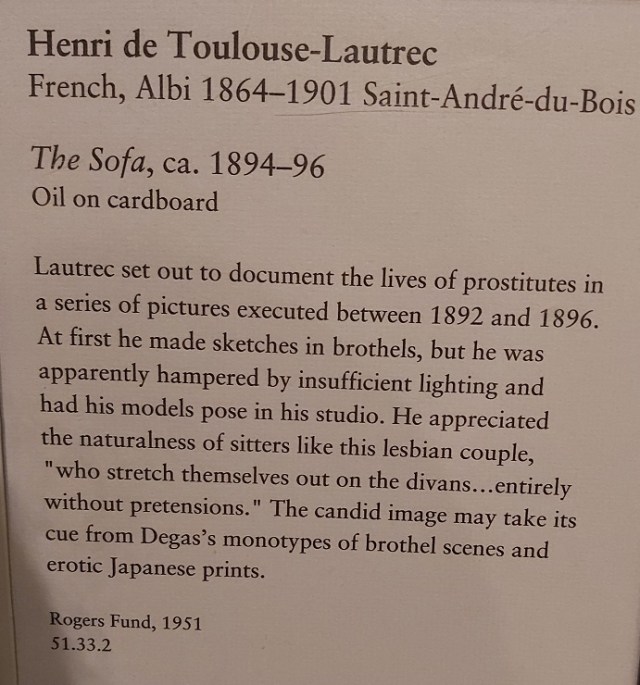 Henri de Toulouse-Lautrec
French, Albi 1864–1901 Saint-André-du-Bois
The Sofa, ca. 1894–96
Oil on cardboard
Lautrec set out to document the lives of prostitutes in
a series of pictures executed between 1892 and 1896.
At first he made sketches in brothels, but he was
apparently hampered by insufficient lighting and
had his models pose in his studio. He appreciated
the naturalness of sitters like this lesbian couple,
"who stretch themselves out on the divans...entirely
without pretensions." The candid image may take its
cue from Degas's monotypes of brothel scenes and
erotic Japanese prints.
Rogers Fund, 1951
51.33.2